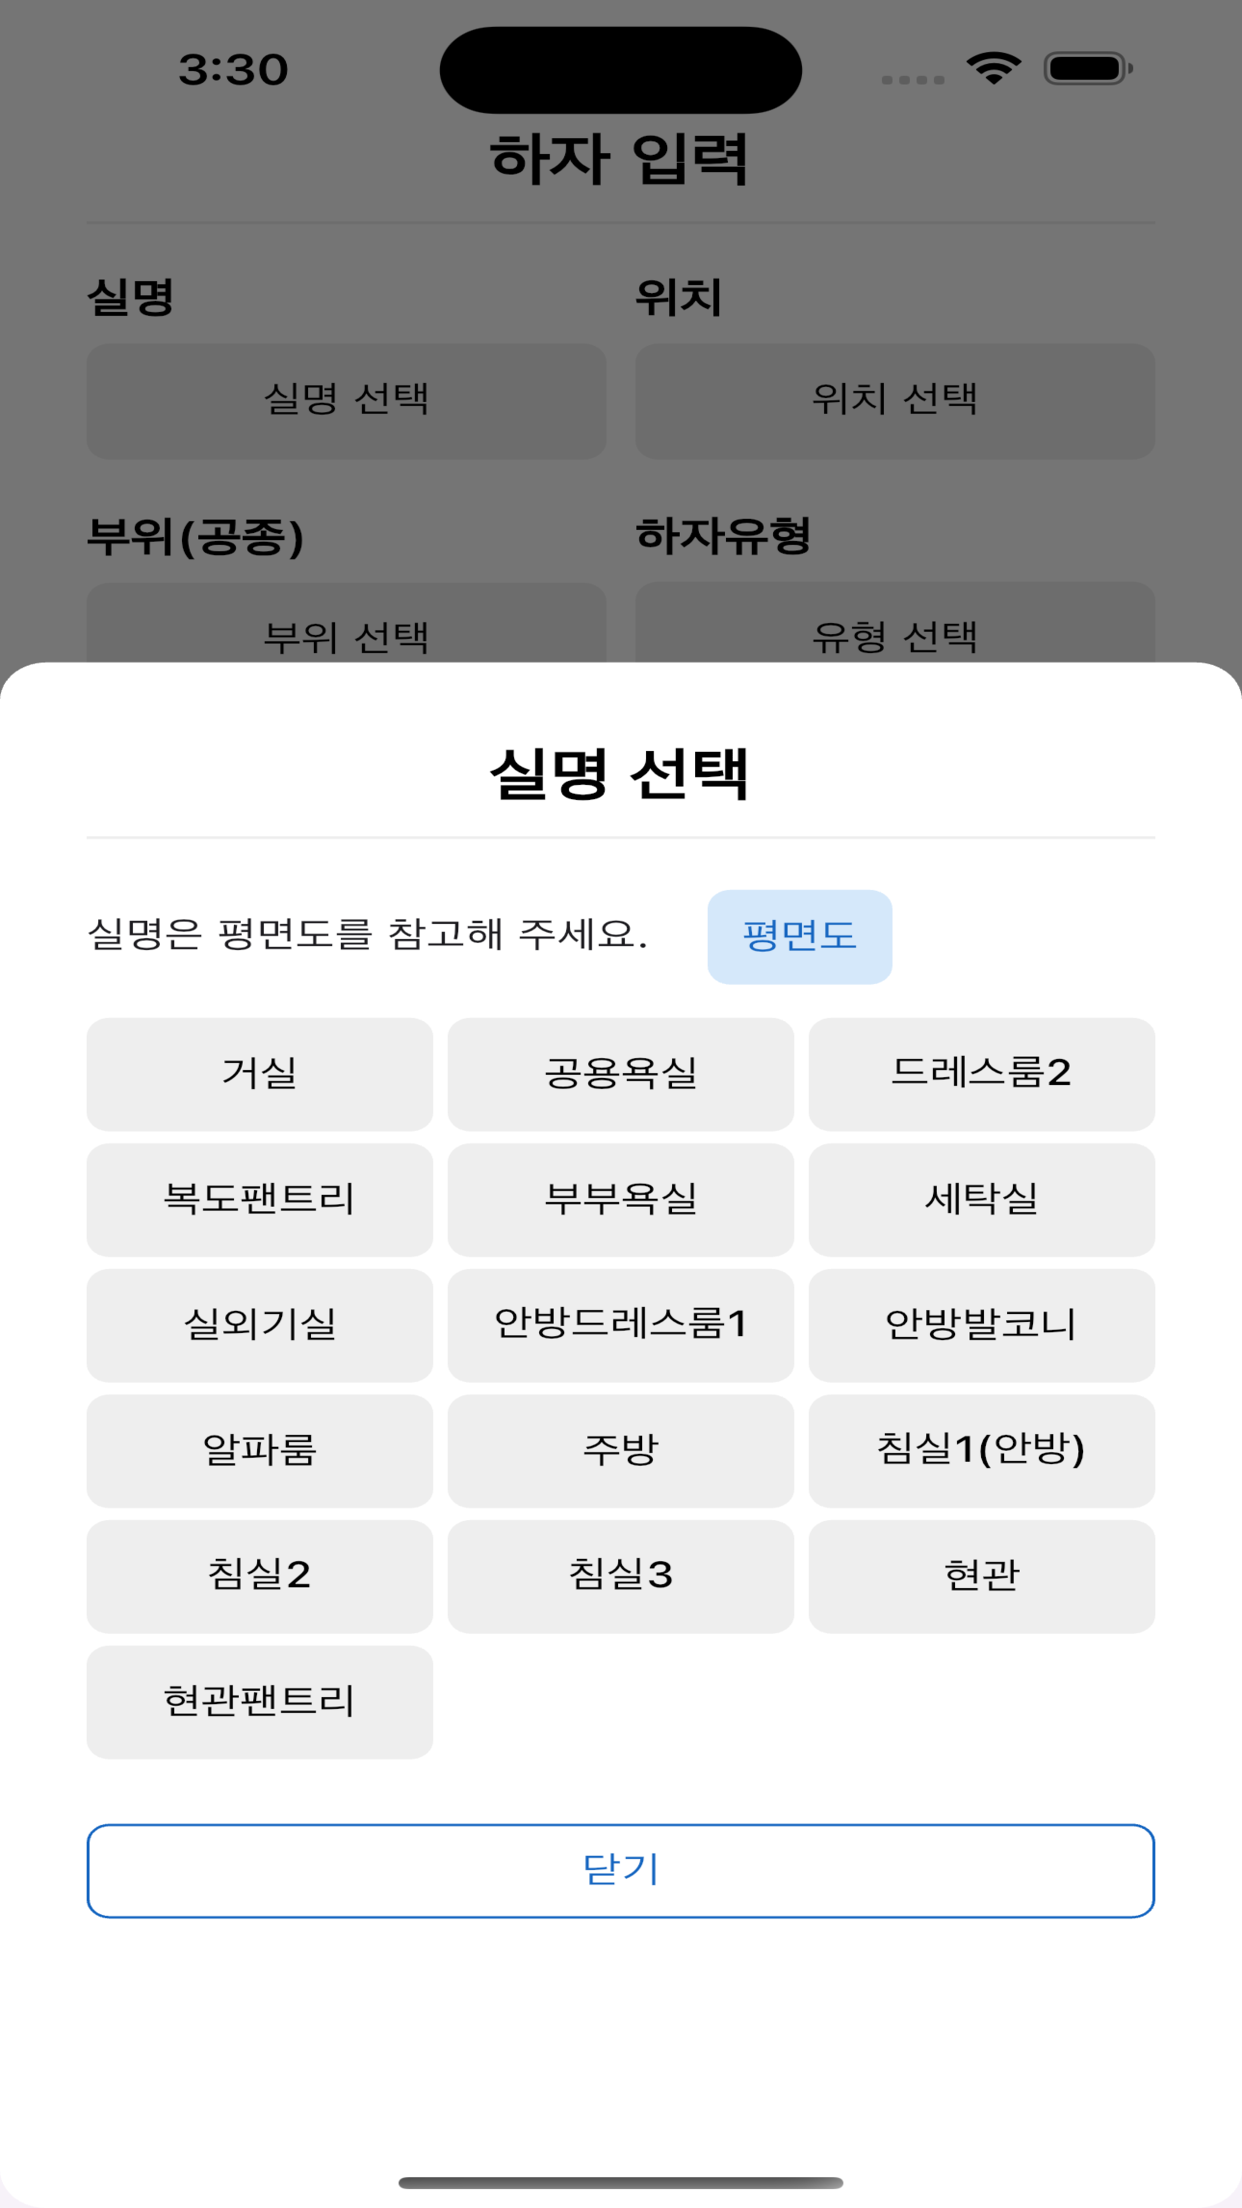 3:30
하자 입력
실명 위치
실명 선택 위치 선택
부위(공종) 하자유형
부위 선택 유형 선택
실명 선택
실명은 평면도를 참고해 주세요. 평면도
거실 공용욕실 드레스룸2
복도팬트리 부부욕실 세탁실
실외기실 안방드레스룸1 안방발코니
알파룸 주방 침실1(안방)
침실2 침실3 현관
현관팬트리
닫기